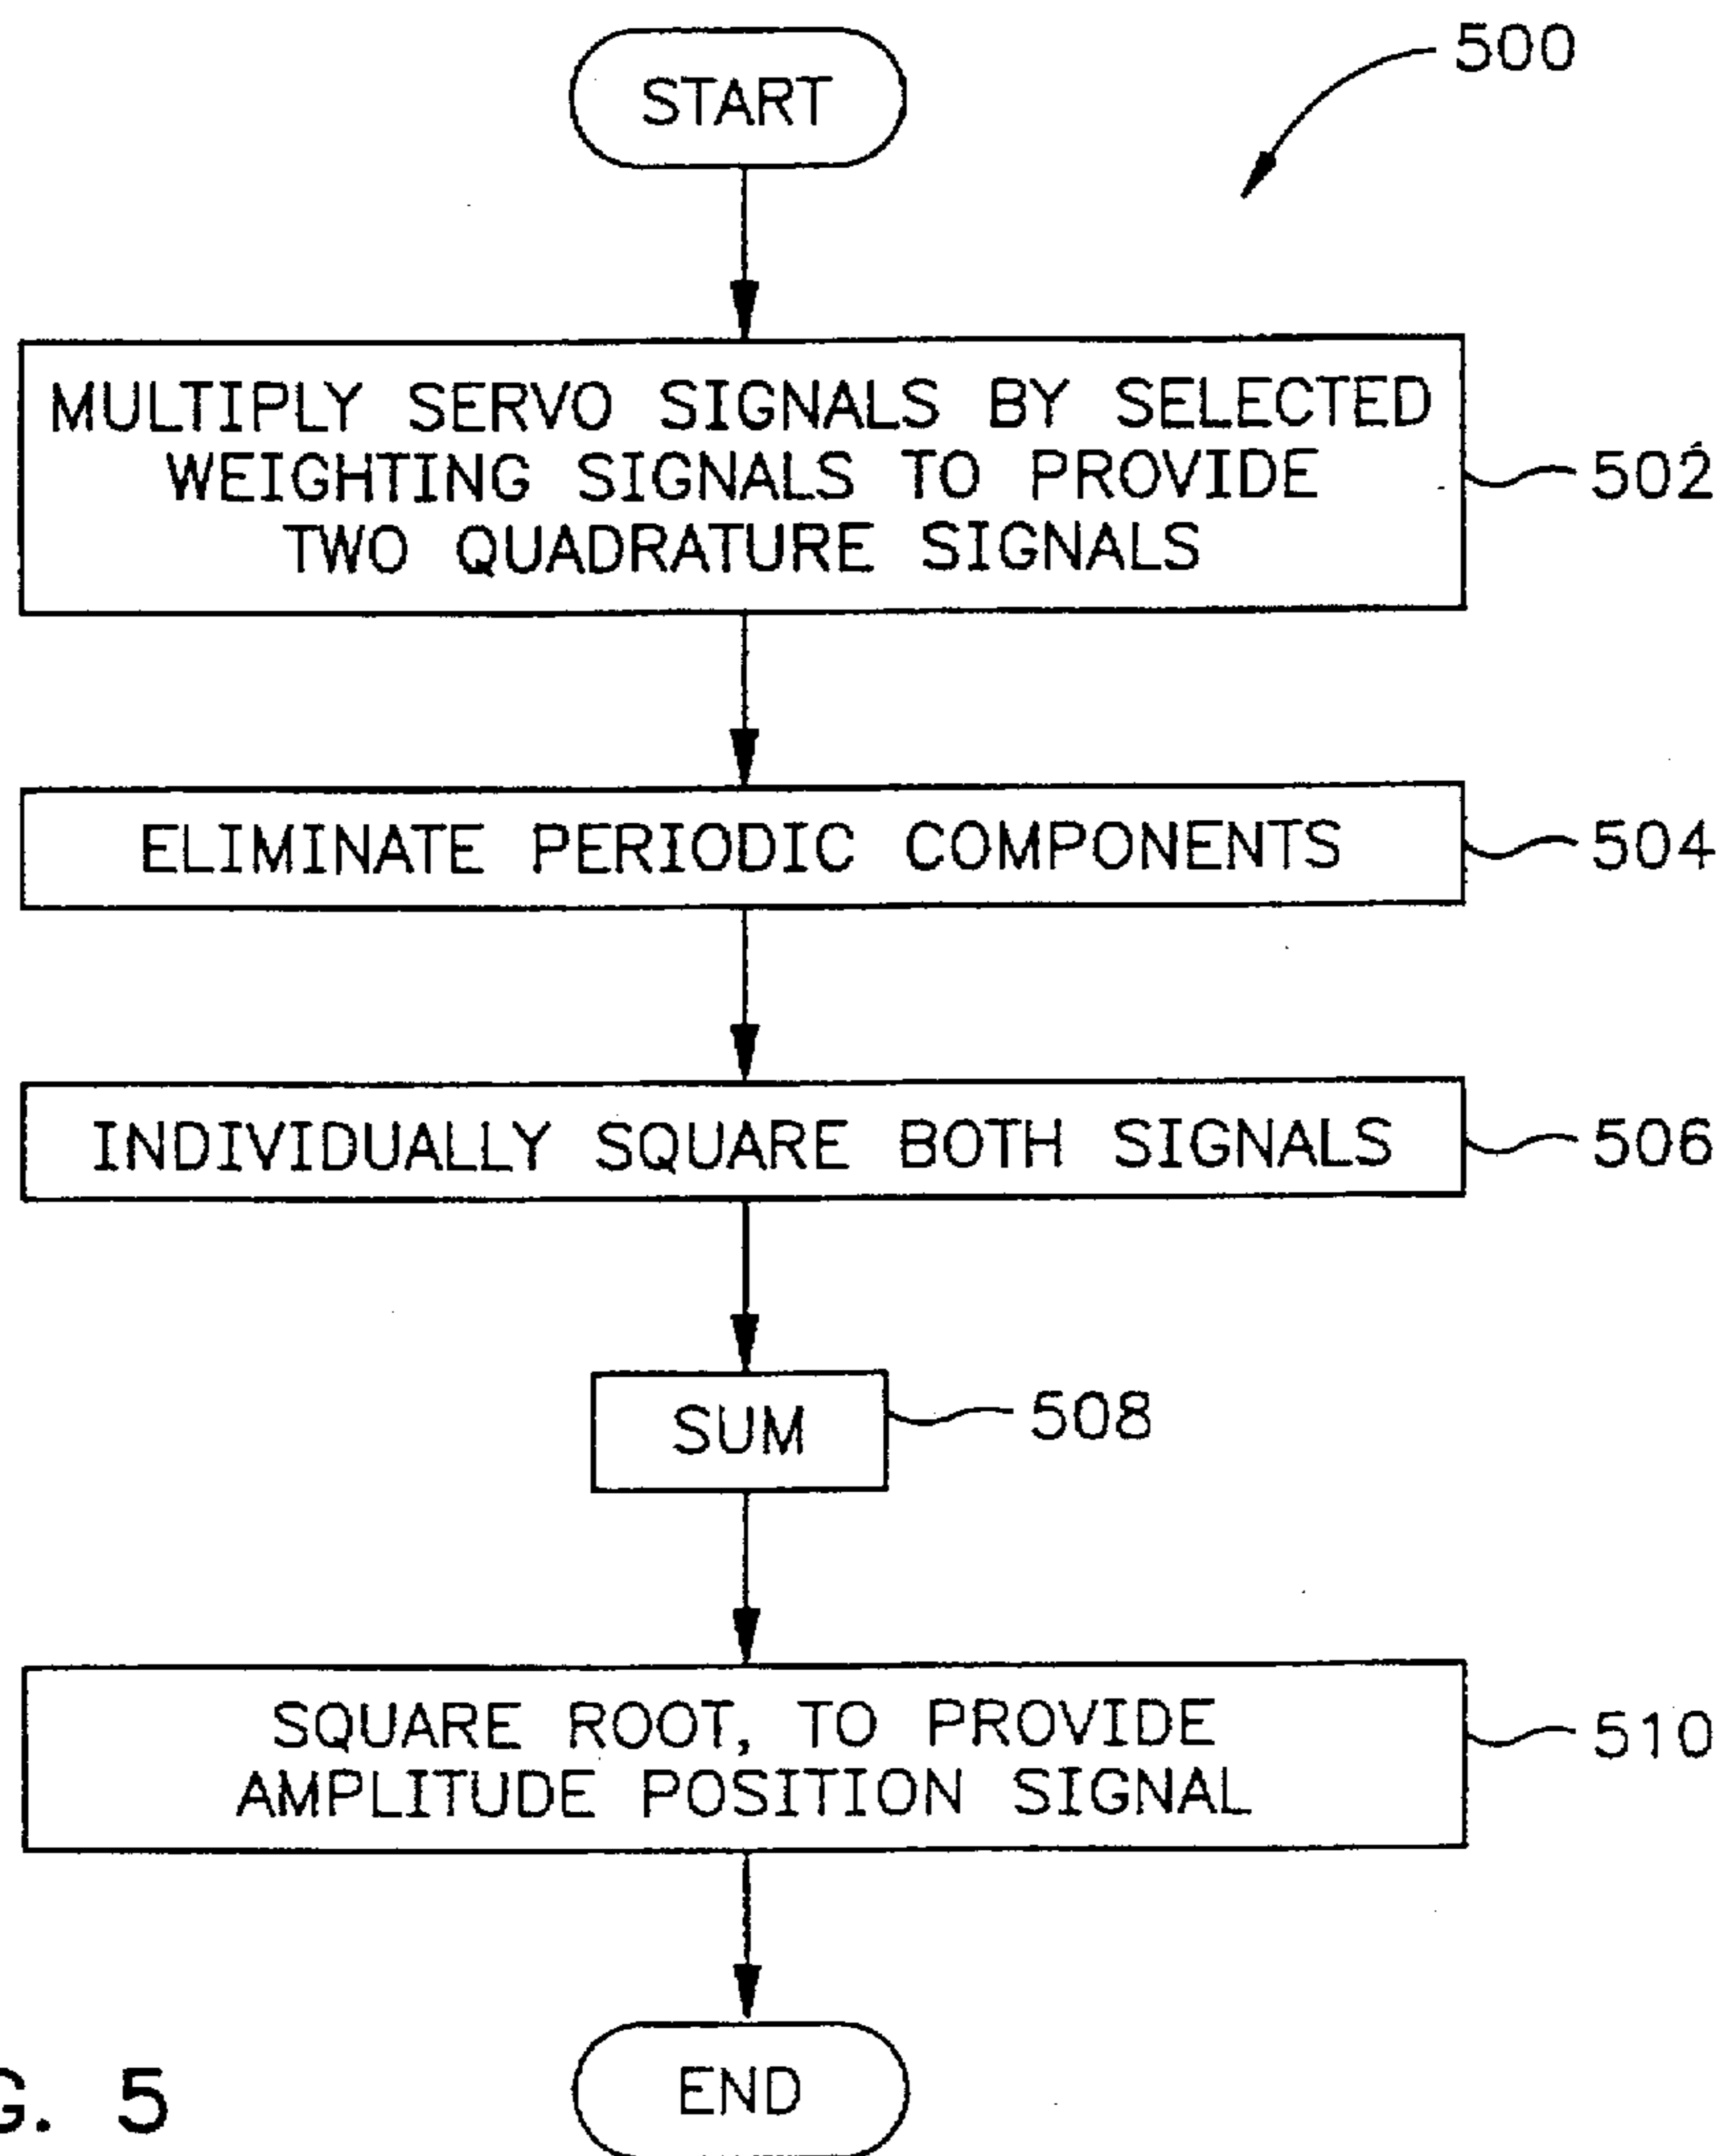 500
START
MULTIPLY SERVO SIGNALS BY SELECTED
WEIGHTING SIGNALS TO PROVIDE
TWO QUADRATURE SIGNALS
502
ELIMINATE PERIODIC COMPONENTS
504
INDIVIDUALLY SQUARE BOTH SIGNALS
506
SUM
508
SQUARE ROOT, TO PROVIDE
AMPLITUDE POSITION SIGNAL
510
END
G. 5